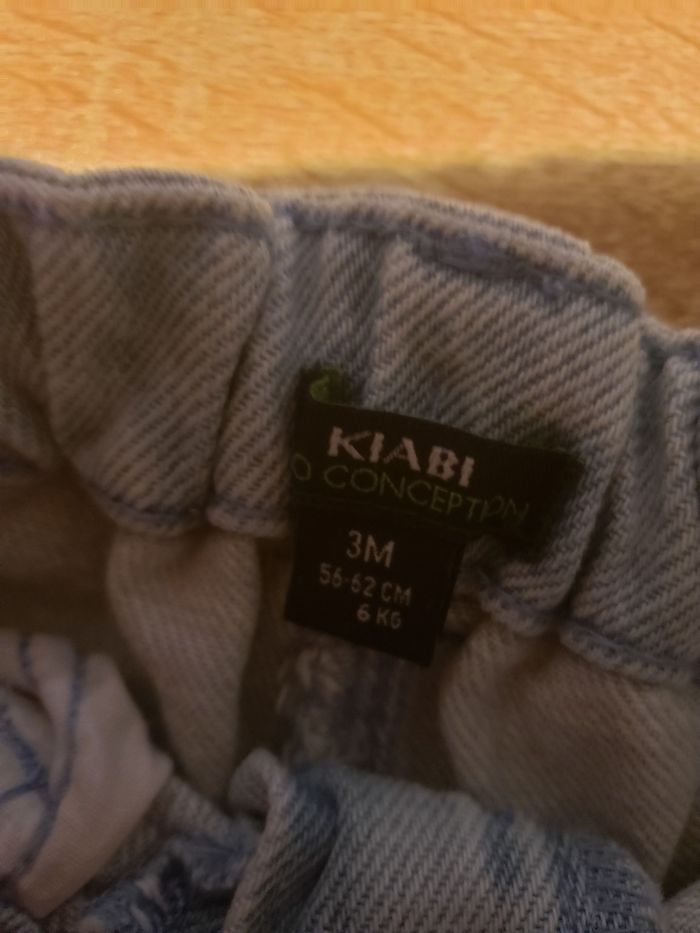 KIABI
O CONCEPTION
3M
56-62 CM
6 KG